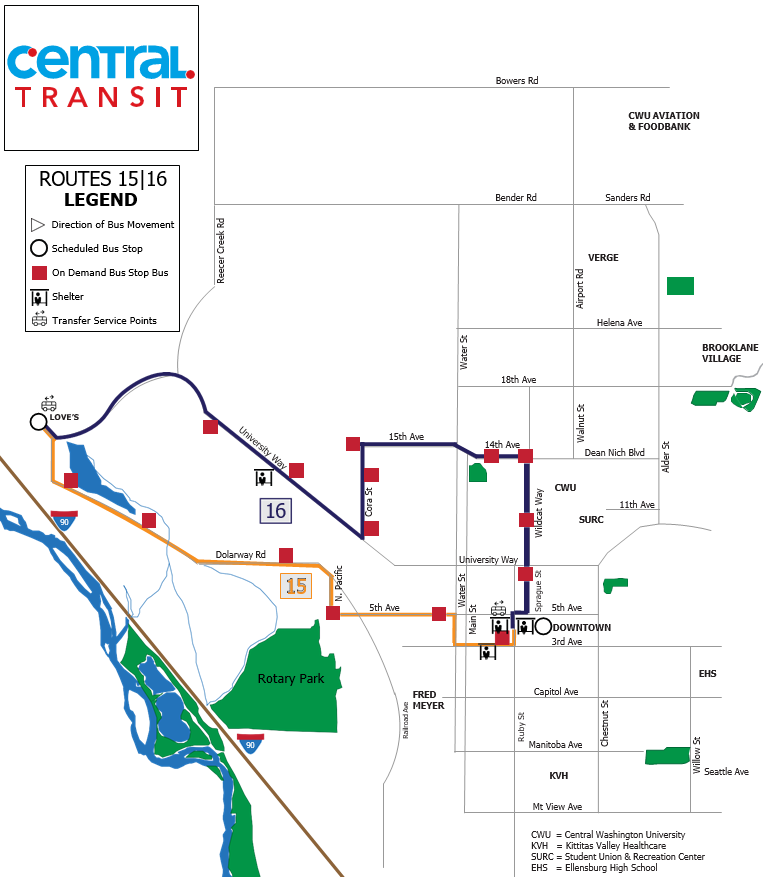 CENTRAL.
TRANSIT
ROUTES 15|16
LEGEND
Direction of Bus Movement
Scheduled Bus Stop
On Demand Bus Stop Bus
Shelter
Transfer Service Points
Bowers Rd
CWU AVIATION
& FOODBANK
Bender Rd
Sanders Rd
Reecer Creek Rd
VERGE
Airport Rd
Helena Ave
Water St
BROOKLANE
VILLAGE
18th Ave
LOVE'S
Walnut St
University Way
15th Ave
14th Ave
Dean Nich Blvd
Alder St
CWU
Cora St
Wildcat Way
11th Ave
SURC
16
90
Dolarway Rd
University Way
15
N. Pacific
Water St
Main St
Sprague St
5th Ave
5th Ave
DOWNTOWN
3rd Ave
Rotary Park
EHS
FRED
MEYER
Capitol Ave
Railroad Ave
Ruby St
Chestnut St
90
Manitoba Ave
Willow St
Seattle Ave
KVH
Mt View Ave
CWU = Central Washington University
KVH = Kittitas Valley Healthcare
SURC = Student Union & Recreation Center
EHS = Ellensburg High School